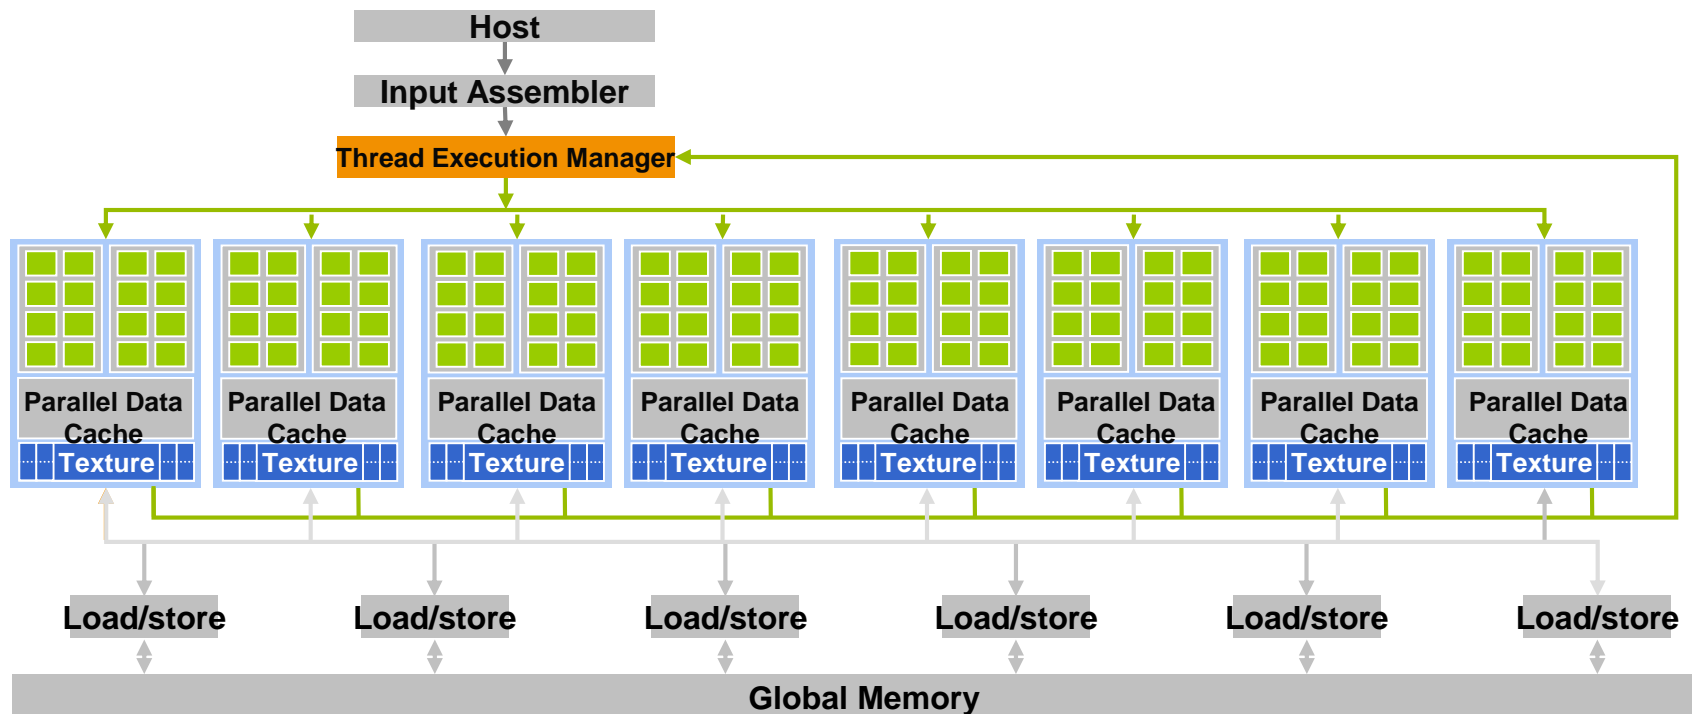 Host
Input Assembler
Thread Execution Manager
Parallel Data
Cache
Parallel Data
Cache
Parallel Data
Cache
Parallel Data
Cache
Parallel Data
Cache
Parallel Data
Cache
Parallel Data
Cache
Parallel Data
Cache
... ... Texture ... ...
... ... Texture ... ...
... ... Texture ... ...
... ... Texture ... ...
... ... Texture ... ...
... ... Texture ... ...
... ... Texture ... ...
... ... Texture ... ...
Load/store
Load/store
Load/store
Load/store
Load/store
Load/store
Global Memory